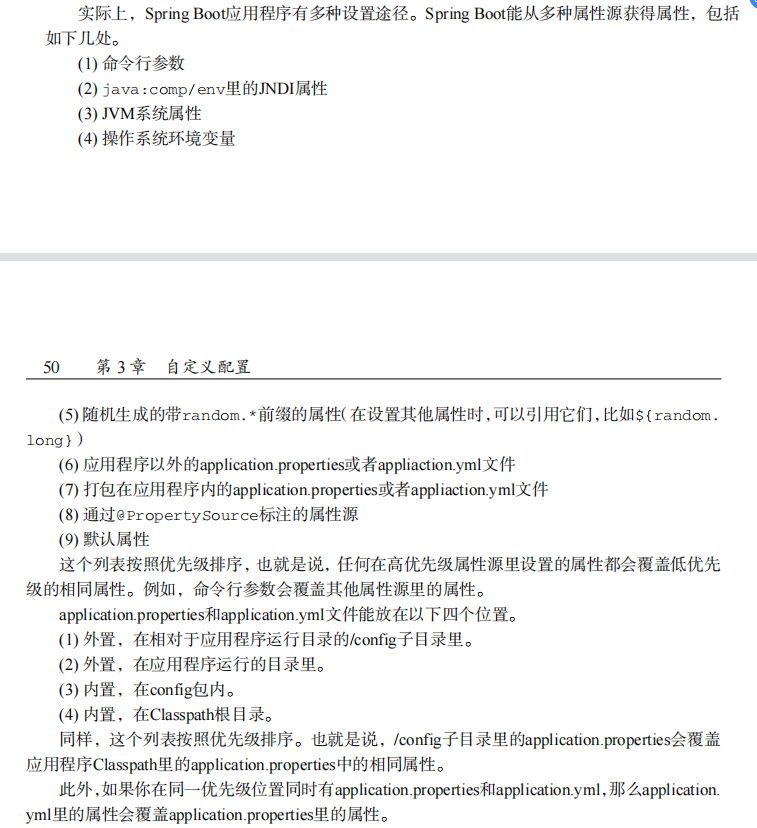 实际上，Spring Boot应用程序有多种设置途径。Spring Boot能从多种属性源获得属性，包括
如下几处。
(1) 命令行参数
(2) java:comp/env里的JNDI属性
(3) JVM系统属性
(4) 操作系统环境变量
50 第 3 章 自定义配置
(5) 随机生成的带random.*前缀的属性（在设置其他属性时，可以引用它们，比如${random.
long}）
(6) 应用程序以外的application.properties或者appliaction.yml文件
(7) 打包在应用程序内的application.properties或者appliaction.yml文件
(8) 通过@PropertySource标注的属性源
(9) 默认属性
这个列表按照优先级排序，也就是说，任何在高优先级属性源里设置的属性都会覆盖低优先
级的相同属性。例如，命令行参数会覆盖其他属性源里的属性。
application.properties和application.yml文件能放在以下四个位置。
(1) 外置，在相对于应用程序运行目录的/config子目录里。
(2) 外置，在应用程序运行的目录里。
(3) 内置，在config包内。
(4) 内置，在Classpath根目录。
同样，这个列表按照优先级排序。也就是说，/config子目录里的application.properties会覆盖
应用程序Classpath里的application.properties中的相同属性。
此外，如果你在同一优先级位置同时有application.properties和application.yml，那么application.
yml里的属性会覆盖application.properties里的属性。